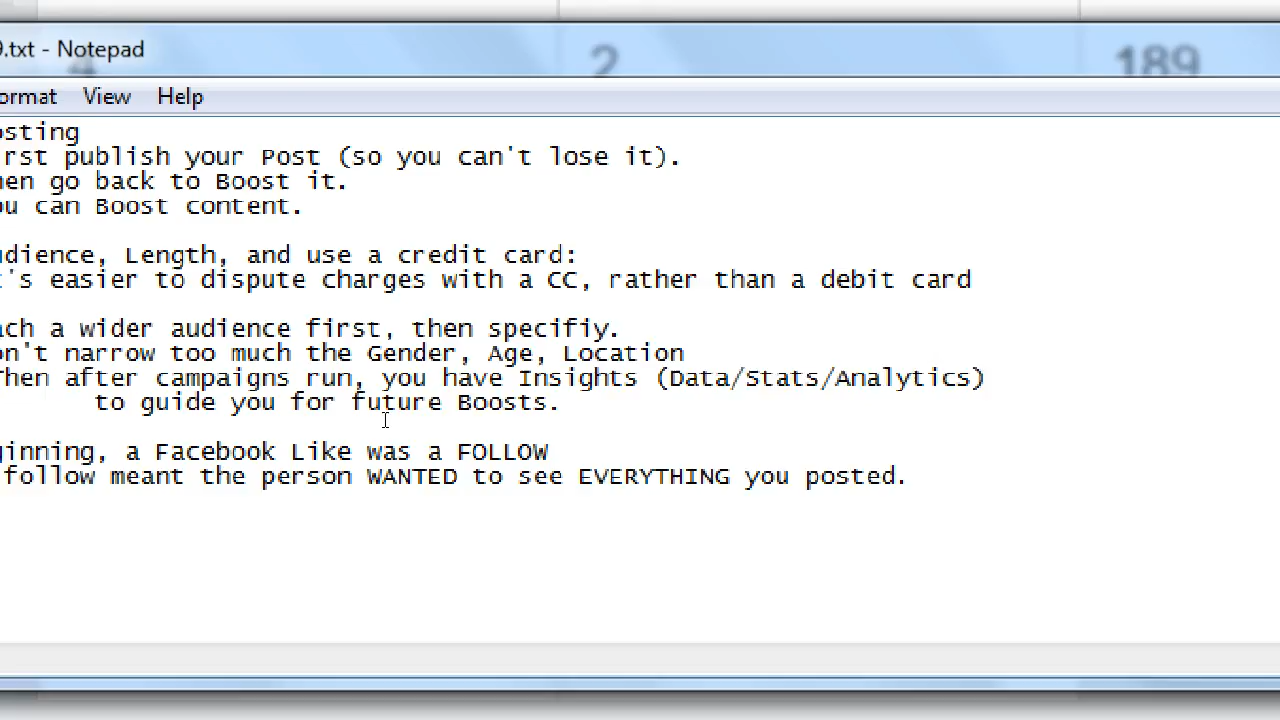 9.txt - Notepad
2
189
ormat View Help
osting
rst publish your Post (so you can't lose it).
hen go back to Boost it.
ou can Boost content.
udience, Length, and use a credit card:
t's easier to dispute charges with a CC, rather than a debit card
ach a wider audience first, then specifiy.
on't narrow too much the Gender, Age, Location
Then after campaigns run, you have Insights (Data/Stats/Analytics)
to guide you for future Boosts.
ginning, a Facebook Like was a FOLLOW
follow meant the person WANTED to see EVERYTHING you posted.